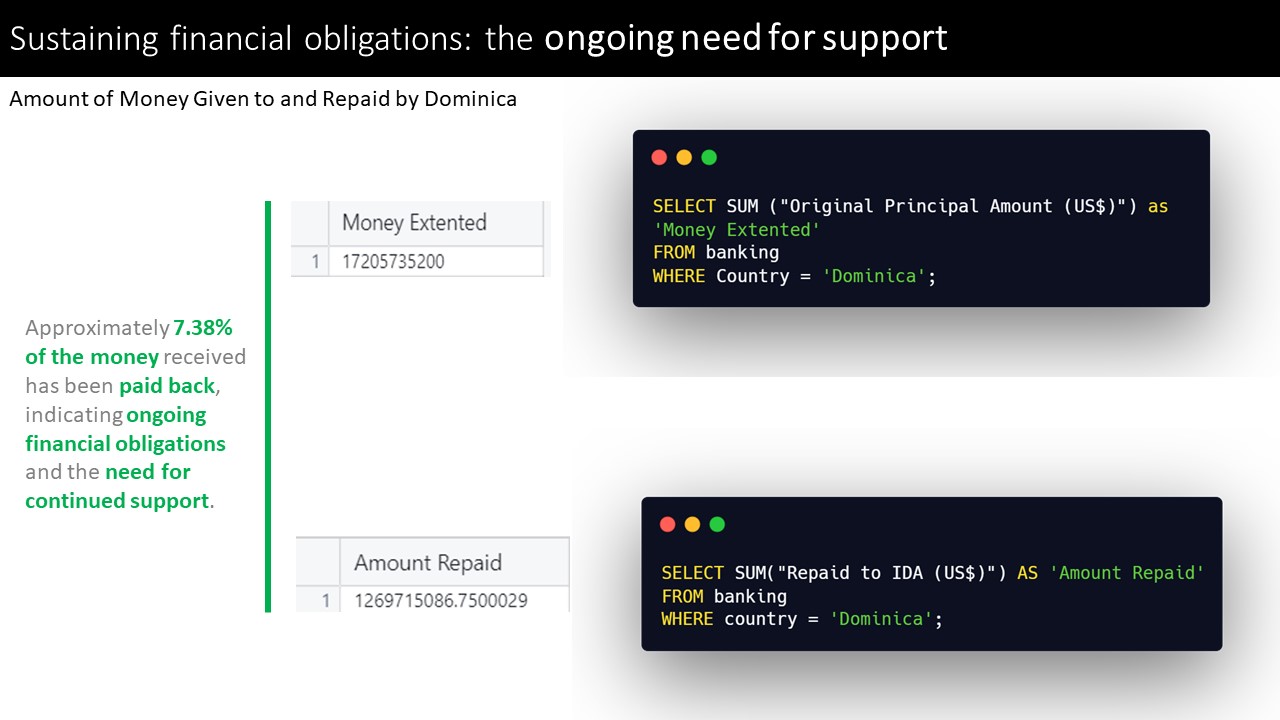 Sustaining financial obligations: the ongoing need for support
Amount of Money Given to and Repaid by Dominica
Approximately 7.38%
of the money received
has been paid back,
indicating ongoing
financial obligations
and the need for
continued support.
Money Extented
1 17205735200
SELECT SUM ("Original Principal Amount (US$)") as
'Money Extented'
FROM banking
WHERE Country = 'Dominica';
Amount Repaid
1 1269715086.7500029
SELECT SUM("Repaid to IDA (US$)") AS 'Amount Repaid'
FROM banking
WHERE country = 'Dominica';